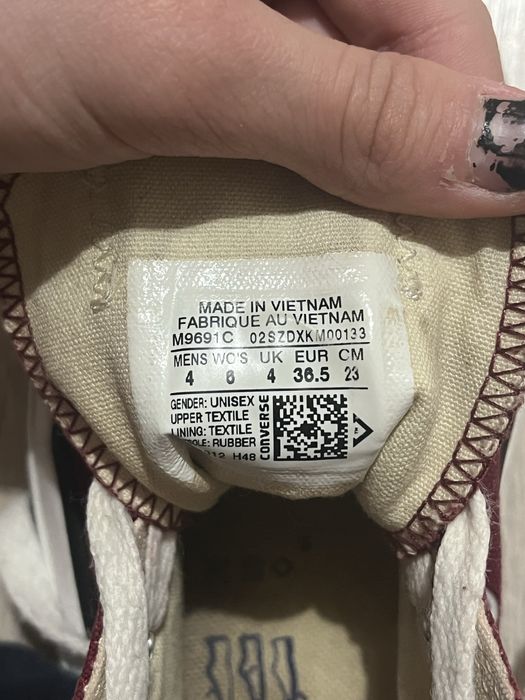 MADE IN VIETNAM
FABRIQUE AU VIETNAM
M9691C 02SZDXKM00133
MENS WO'S UK EUR CM
4 6 4 36.5 23
GENDER: UNISEX
UPPER: TEXTILE
LINING: TEXTILE
RUBBER
H48
CONVERSE